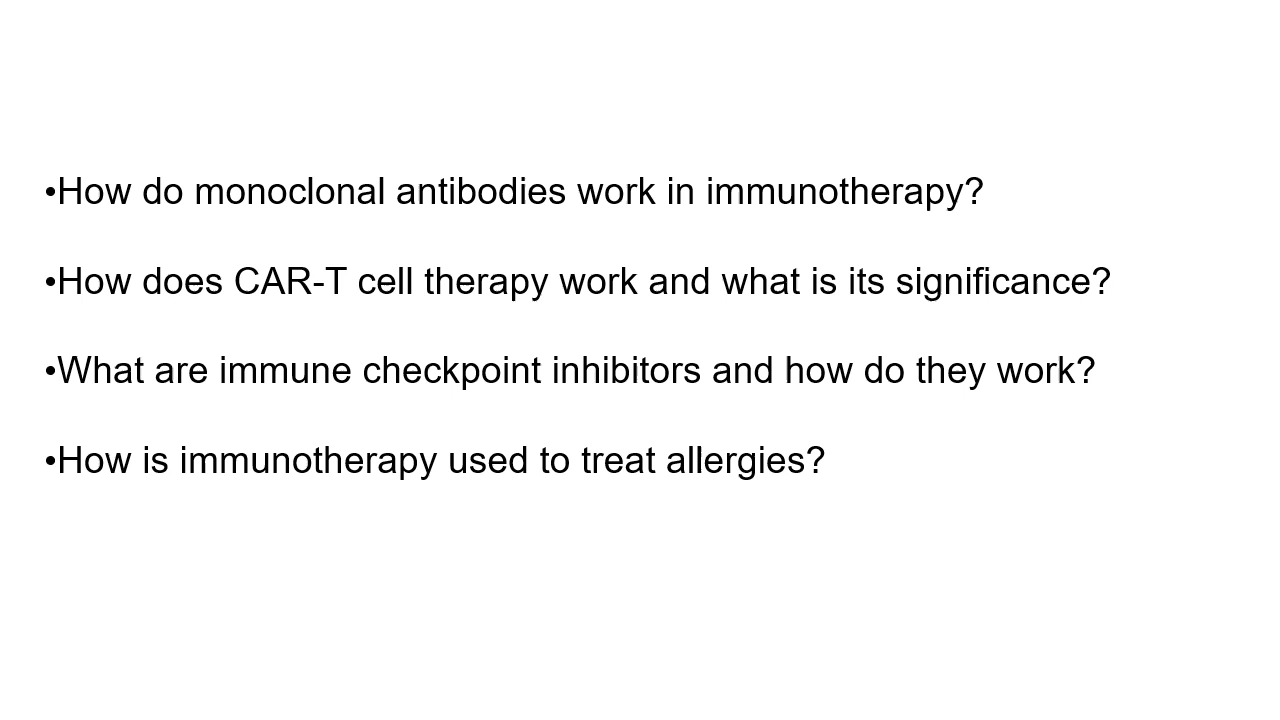 •How do monoclonal antibodies work in immunotherapy?
•How does CAR-T cell therapy work and what is its significance?
•What are immune checkpoint inhibitors and how do they work?
•How is immunotherapy used to treat allergies?